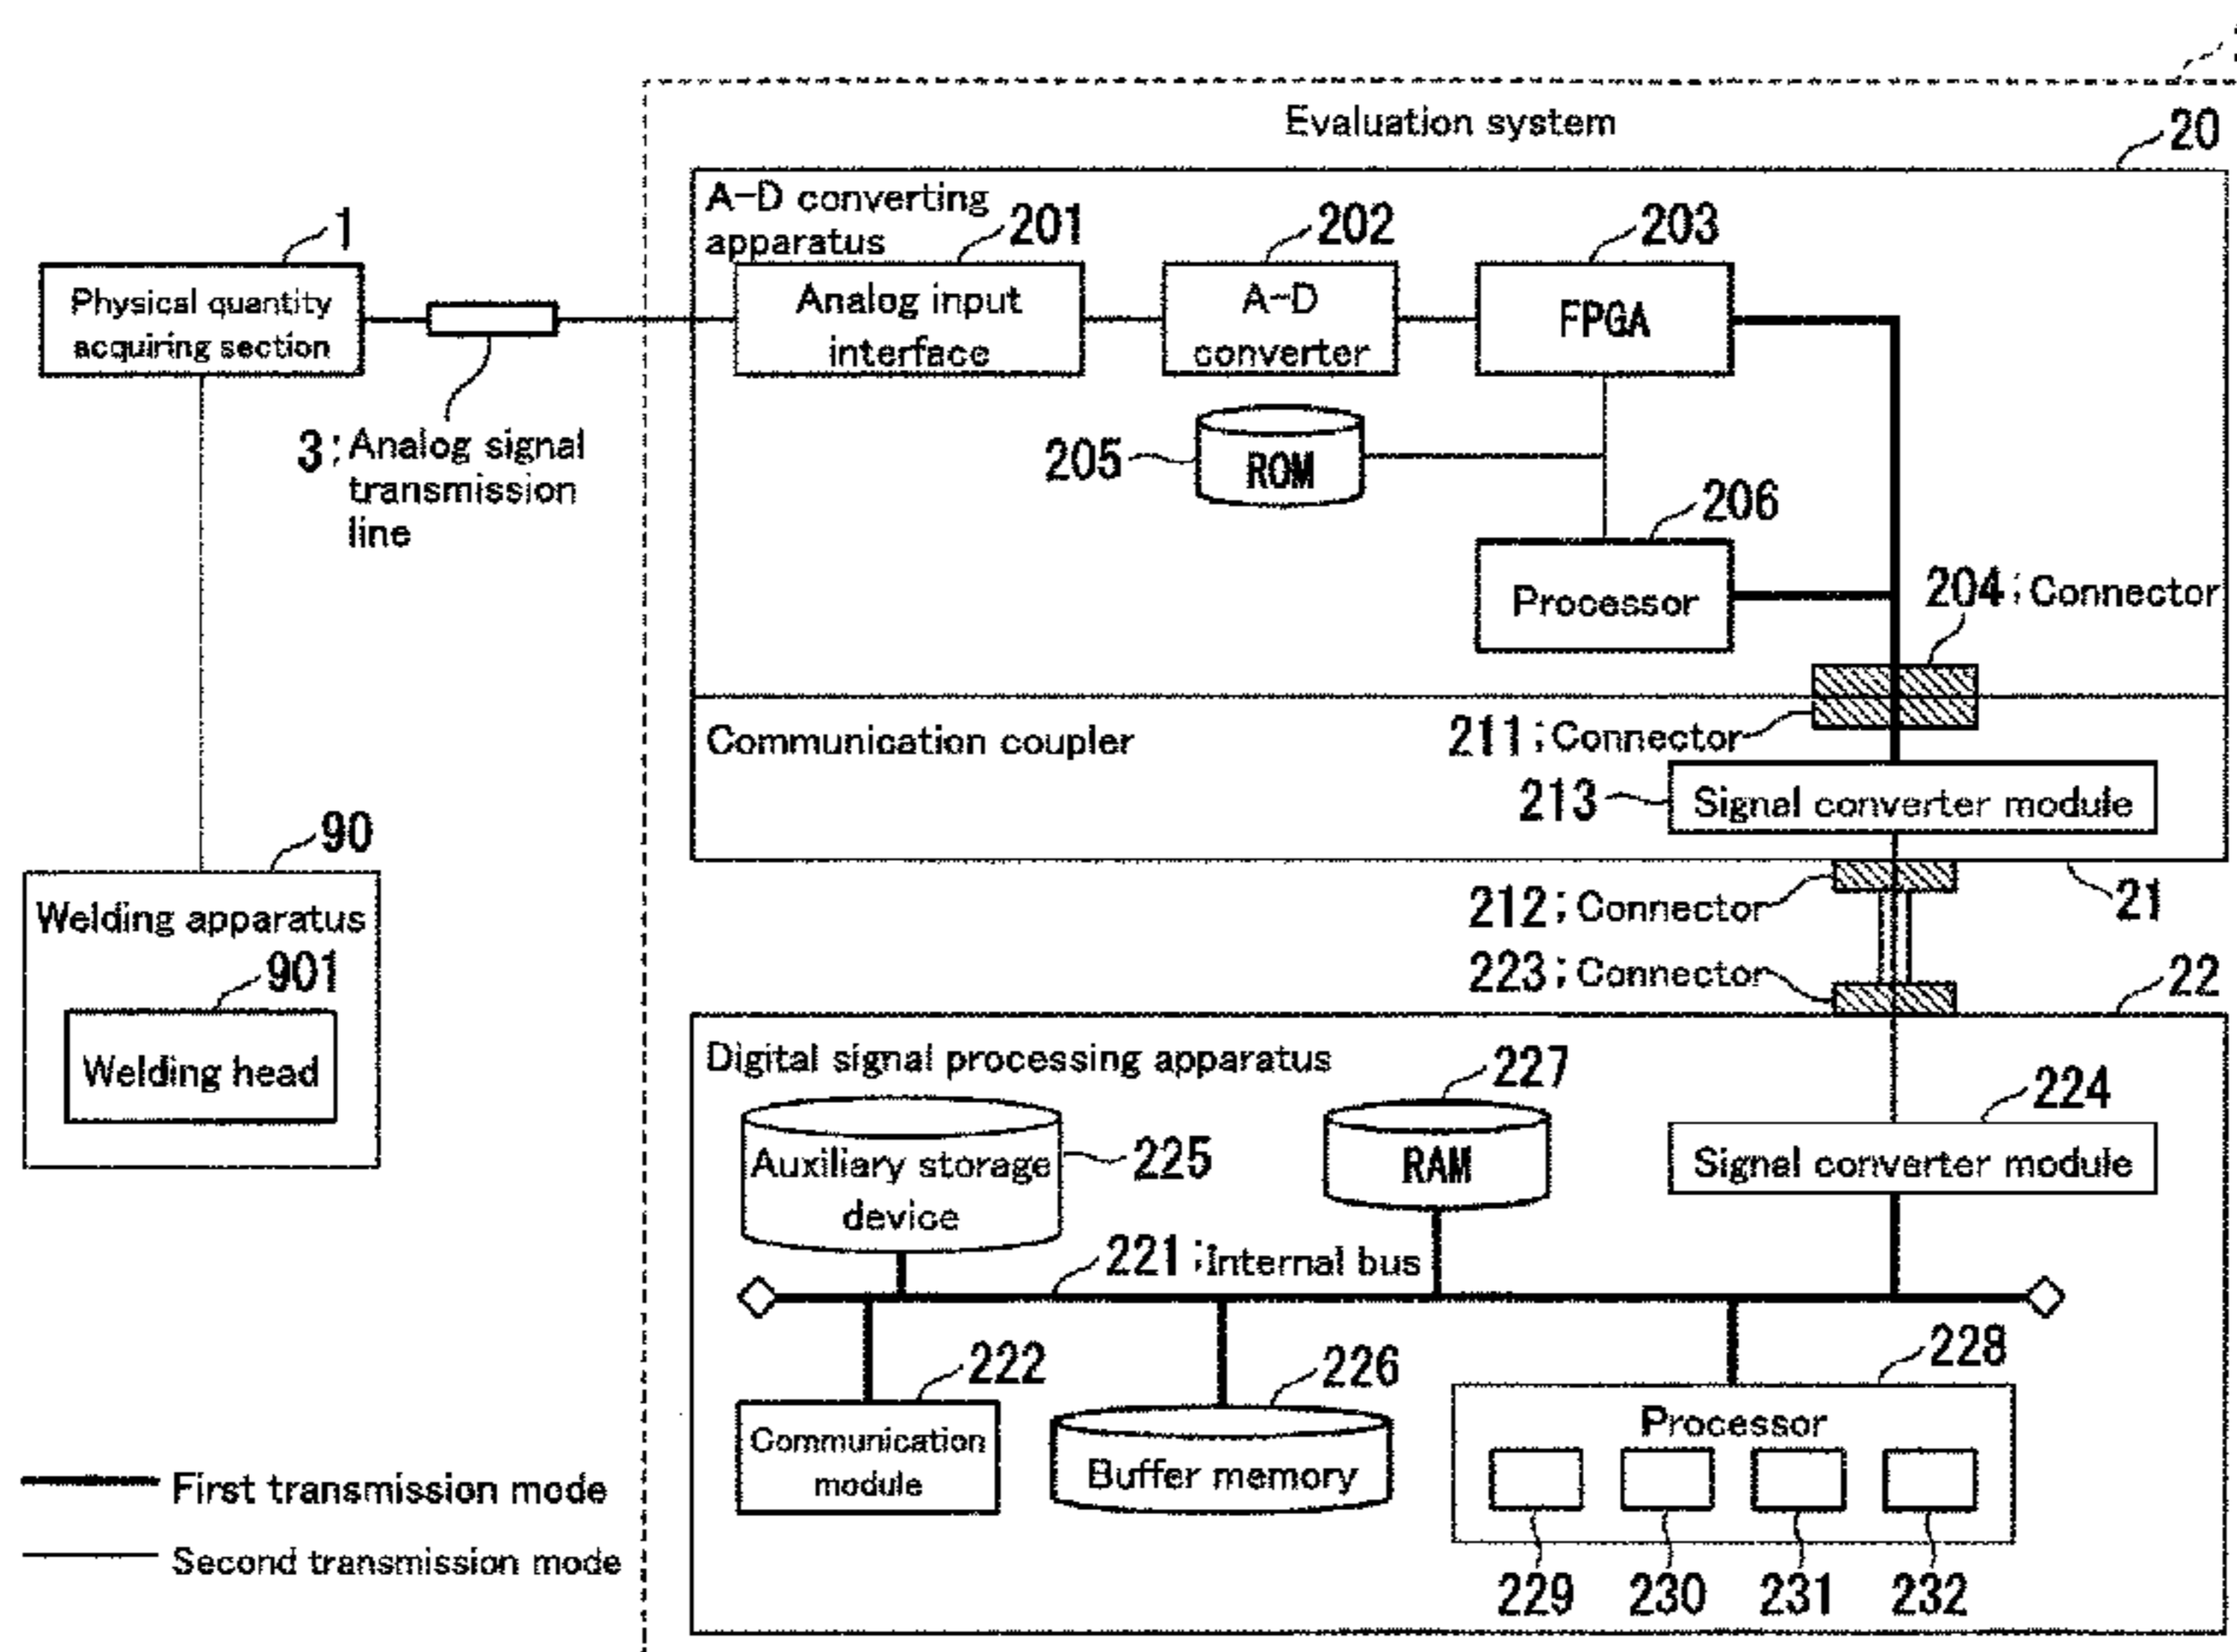 Evaluation system
20
A-D converting
apparatus
201
202
203
1
Physical quantity
acquiring section
Analog input
interface
A-D
converter
FPGA
3;Analog signal
transmission
line
205
ROM
206
Processor
204;Connector
Communication coupler
211;Connector
213
Signal converter module
90
Welding apparatus
901
Welding head
212;Connector
21
223;Connector
22
Digital signal processing apparatus
227
224
Auxiliary storage
device
225
RAM
Signal converter module
221;Internal bus
222
226
228
Communication
module
Buffer memory
Processor
229
230
231
232
First transmission mode
Second transmission mode